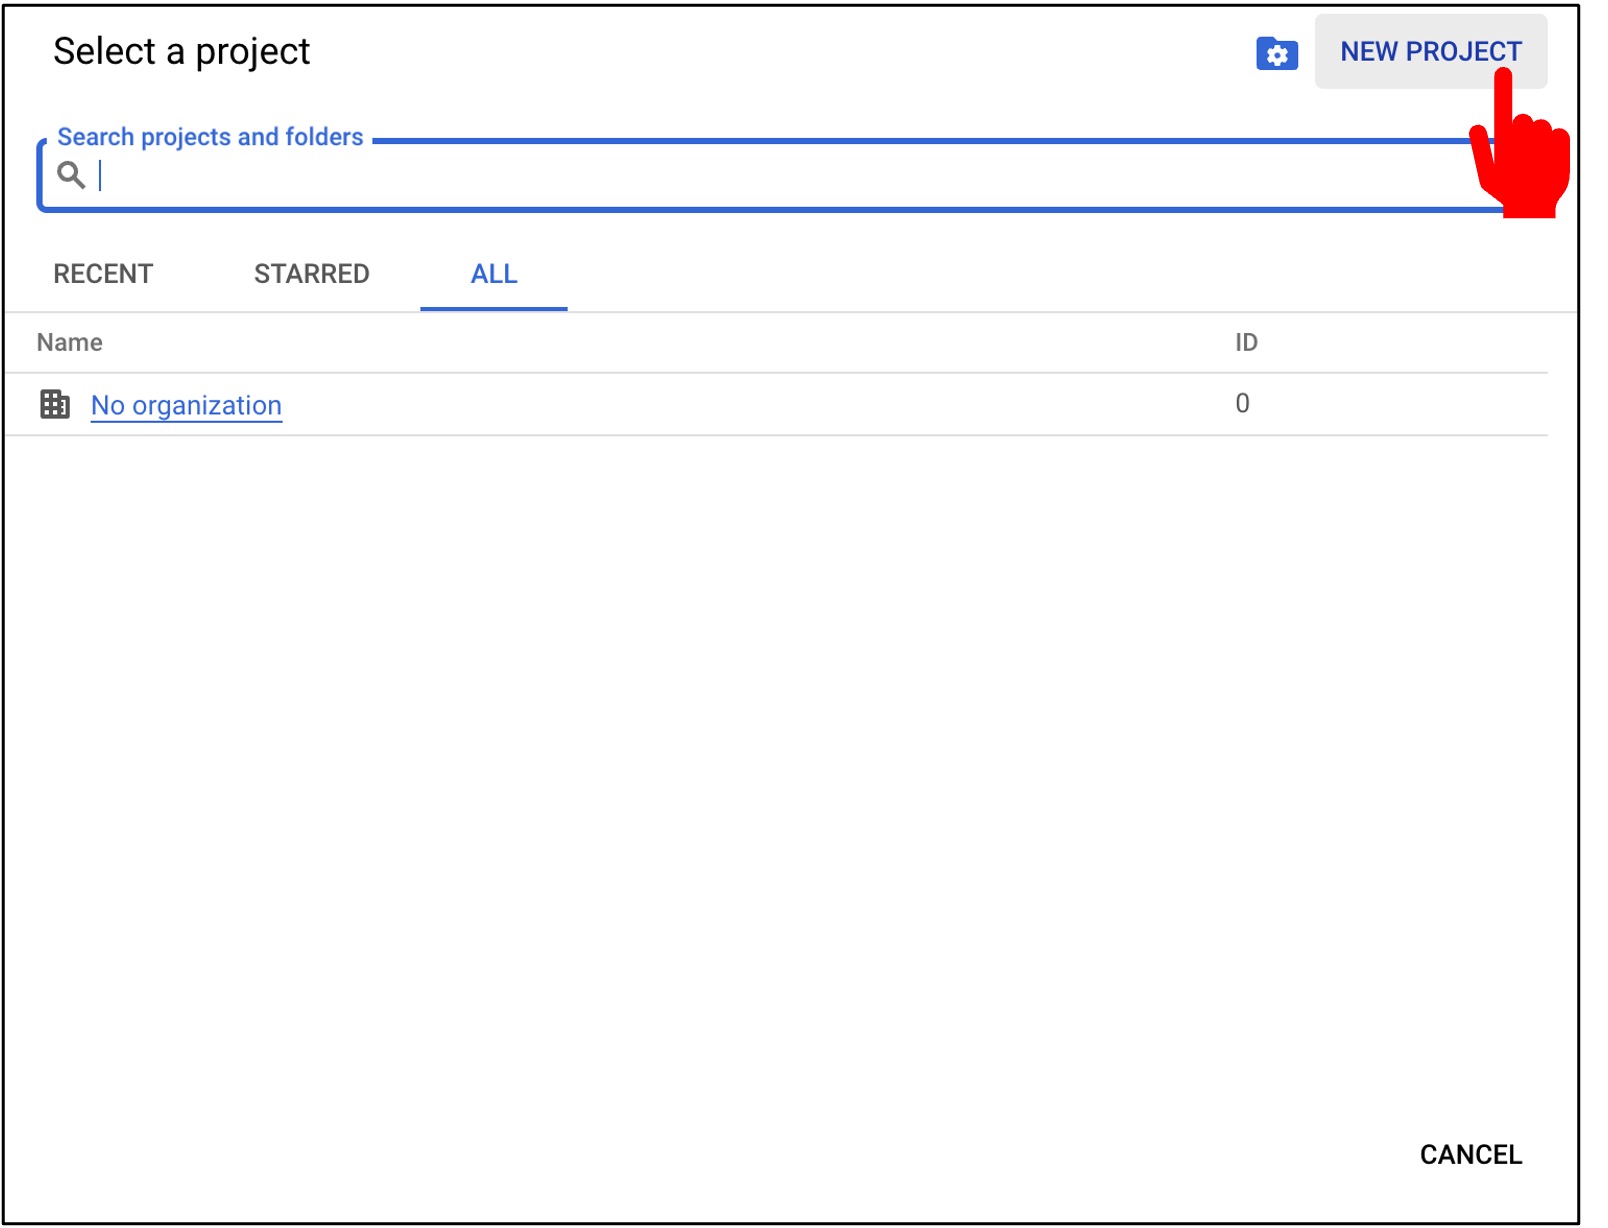 Select a project
NEW PROJECT
Search projects and folders
RECENT STARRED ALL
Name ID
No organization 0
CANCEL